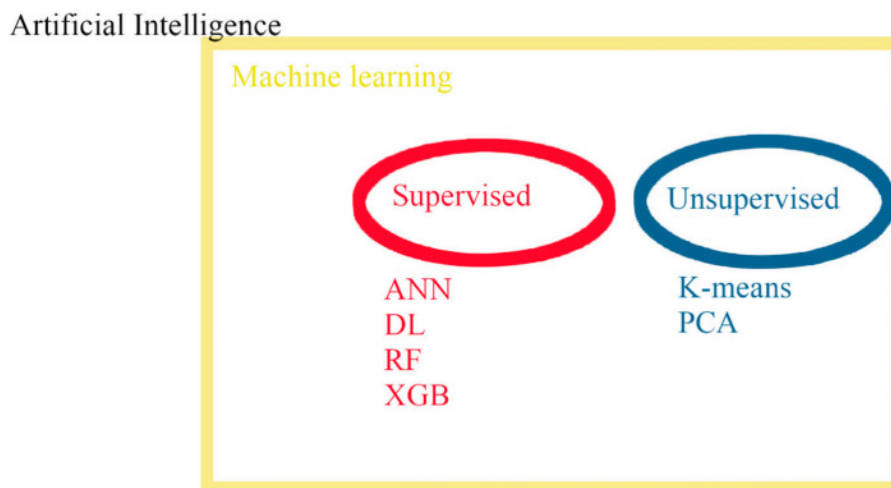 Artificial Intelligence
Machine learning
Supervised
Unsupervised
ANN
DL
RF
XGB
K-means
PCA